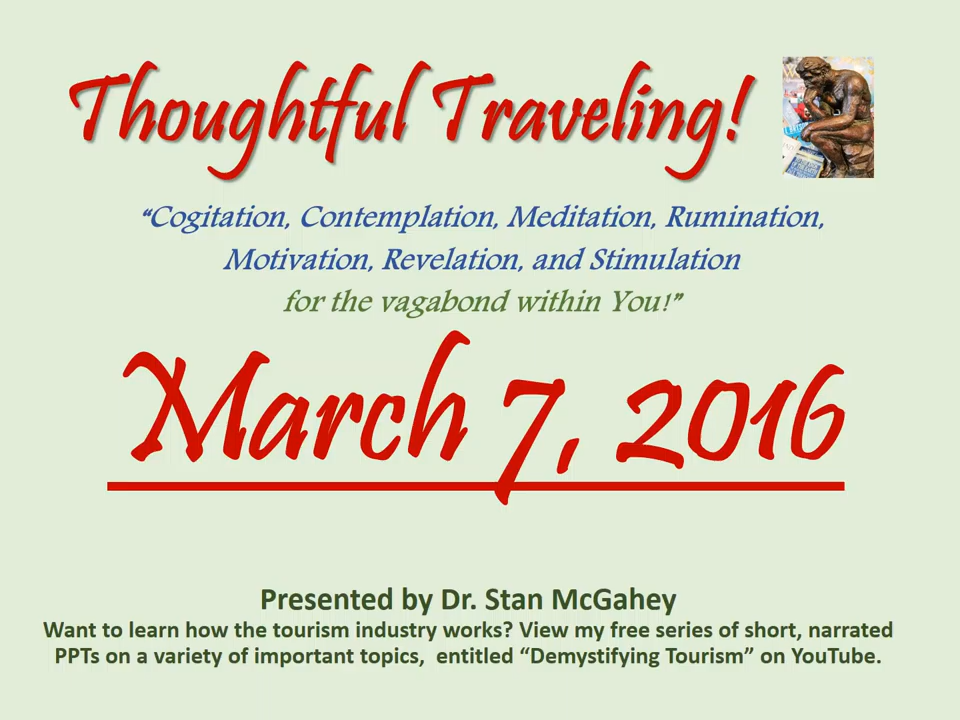 Thoughtful Traveling!
“Cogitation, Contemplation, Meditation, Rumination,
Motivation, Revelation, and Stimulation
for the vagabond within You!”
March 7, 2016
Presented by Dr. Stan McGahey
Want to learn how the tourism industry works? View my free series of short, narrated
PPTs on a variety of important topics,  entitled “Demystifying Tourism” on YouTube.